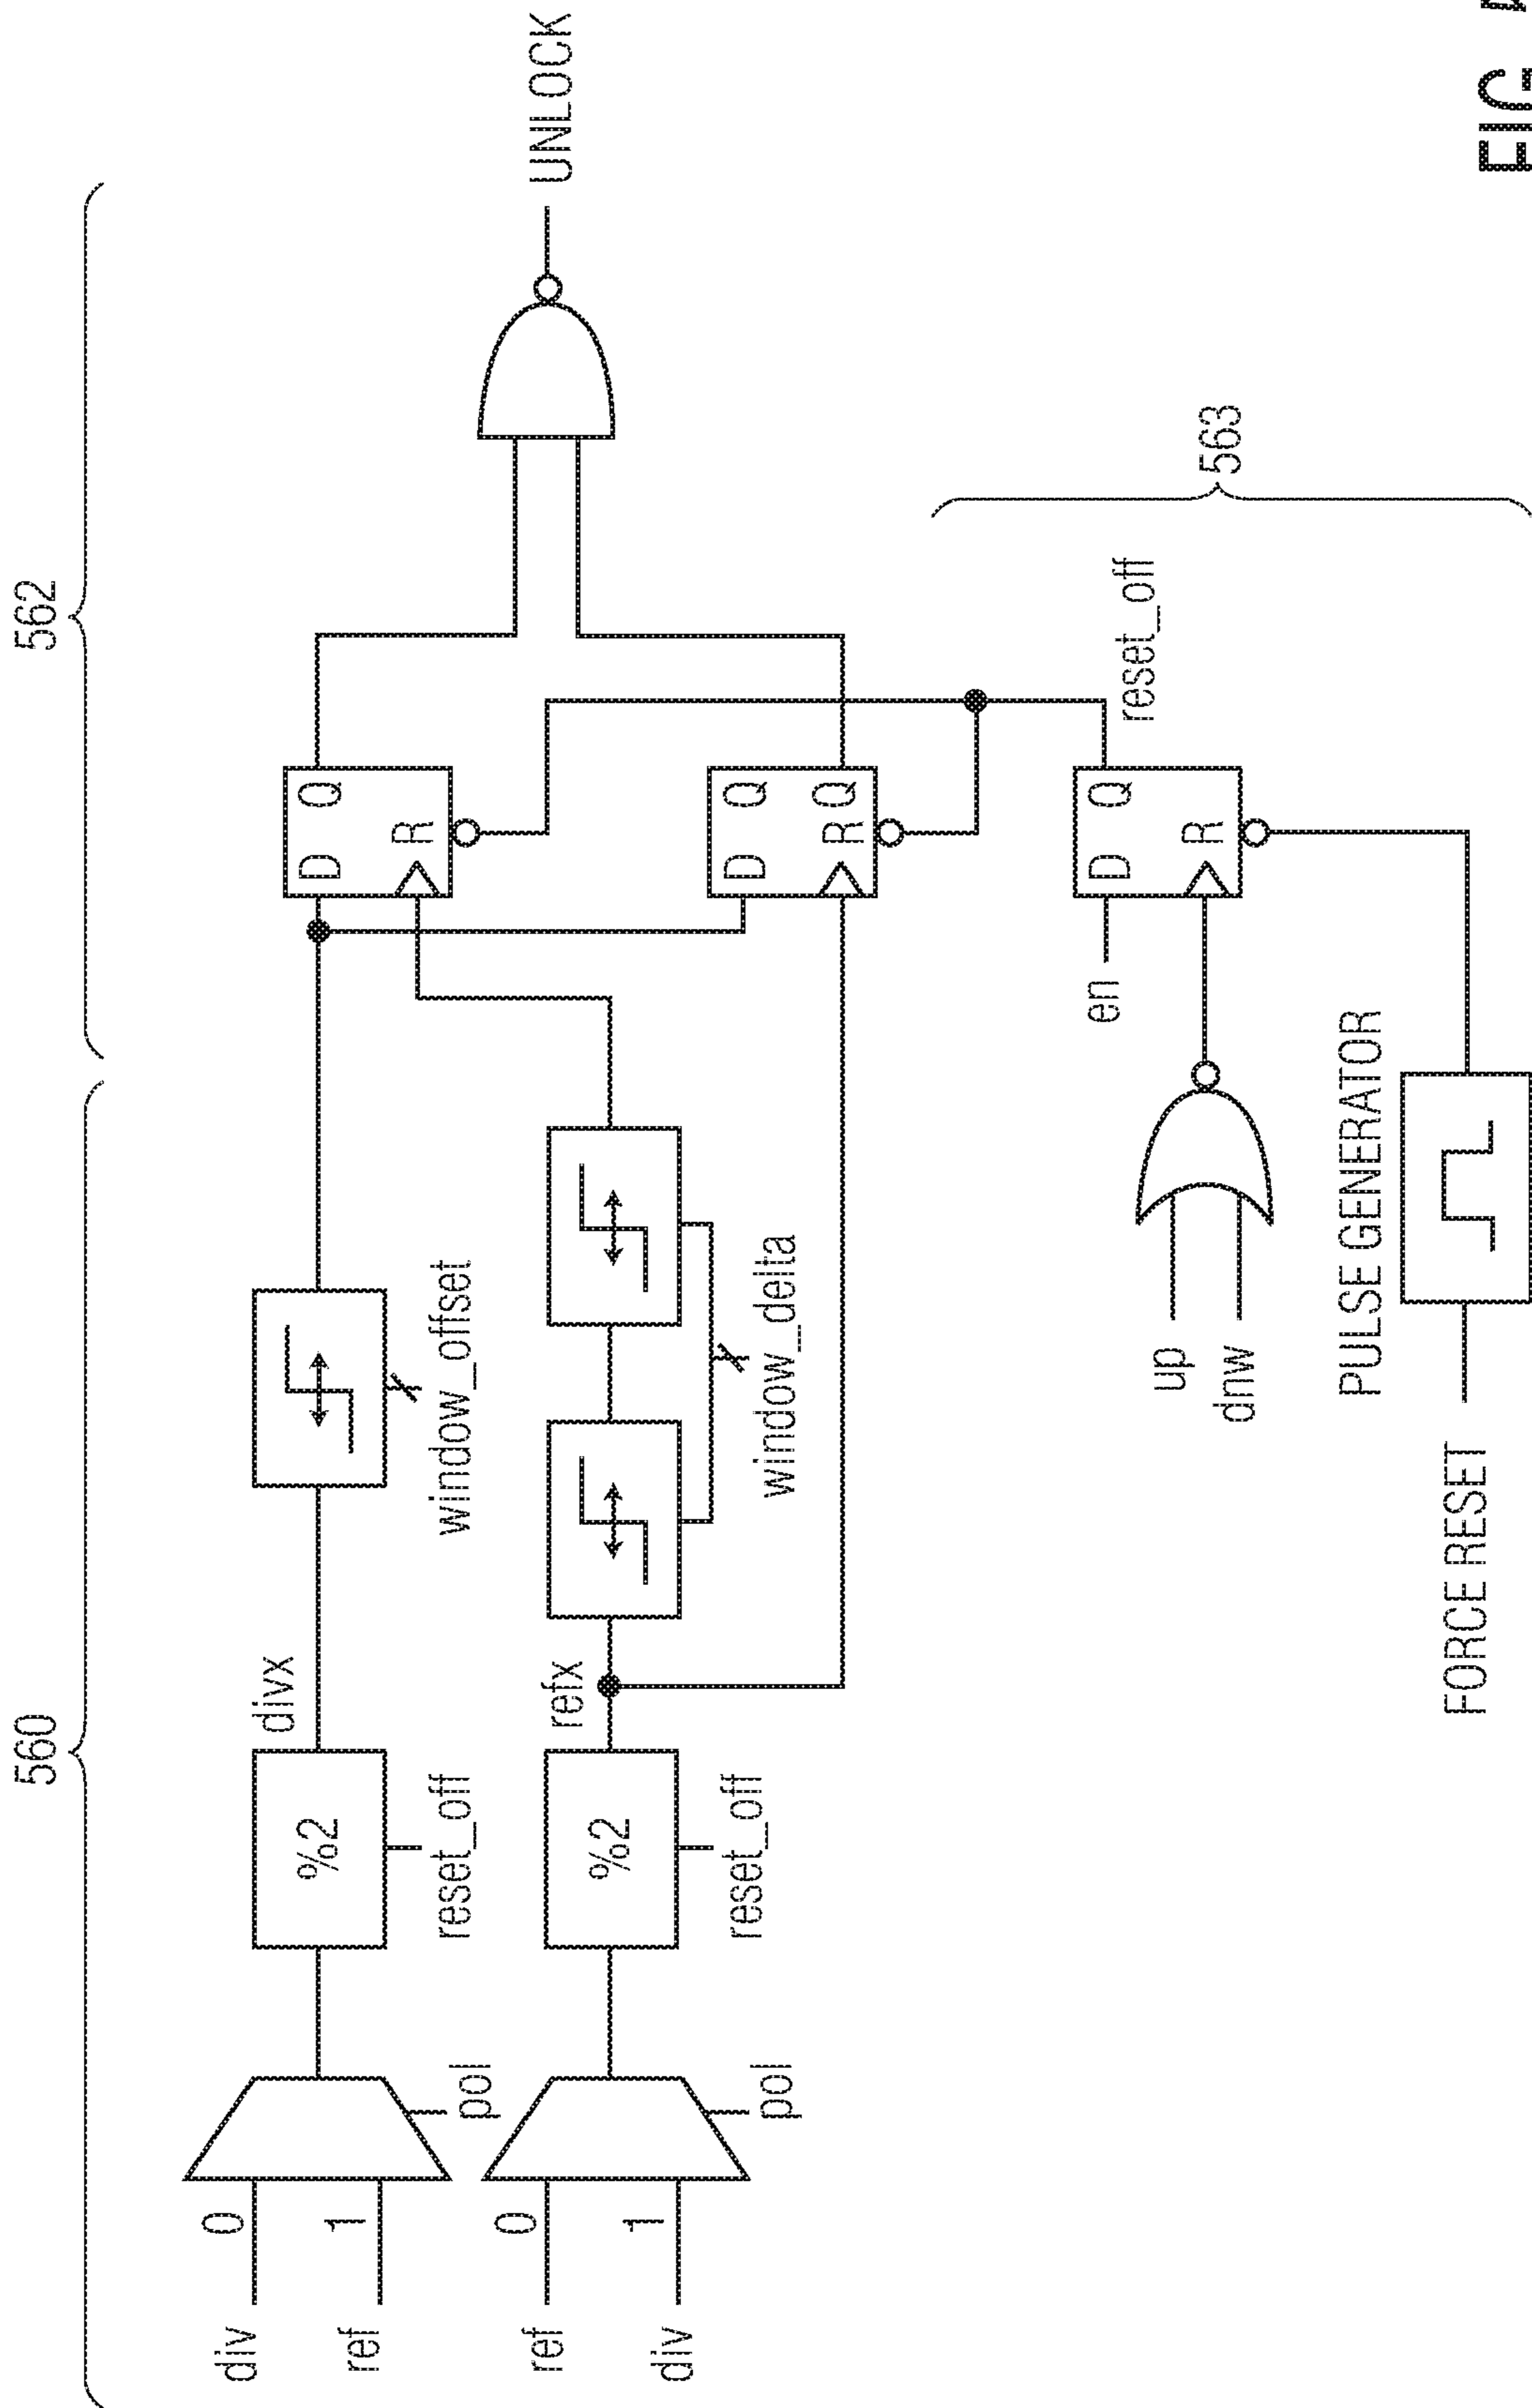 560
562
div
0
ref
1
pol
%2
reset_off
divx
window_offset
D
Q
R
UNLOCK
ref
0
div
1
pol
%2
reset_off
refx
window_delta
D
Q
R
Q
563
en
D
Q
R
reset_off
up
dnw
PULSE GENERATOR
FORCE RESET